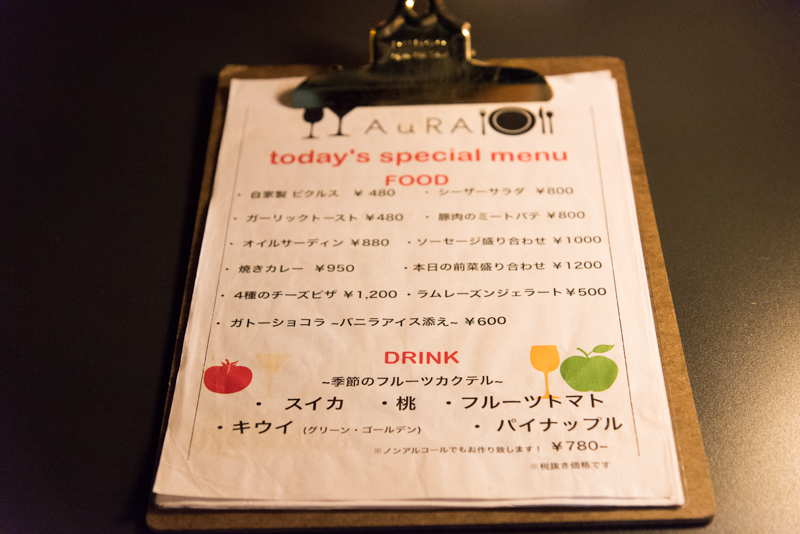 AuRA
today's special menu
FOOD
・自家製 ピクルス ￥480 ・シーザーサラダ ￥800
・ガーリックトースト ￥480 ・豚肉のミートパテ ￥800
・オイルサーディン ￥880 ・ソーセージ盛り合わせ ￥1000
・焼きカレー ￥950 ・本日の前菜盛り合わせ ￥1200
・4種のチーズピザ ￥1,200 ・ラムレーズンジェラート ￥500
・ガトーショコラ ~バニラアイス添え~ ￥600
DRINK
~季節のフルーツカクテル~
・スイカ ・桃 ・フルーツトマト
・キウイ (グリーン・ゴールデン) ・パイナップル
※ノンアルコールでもお作り致します！ ￥780~
※税抜き価格です